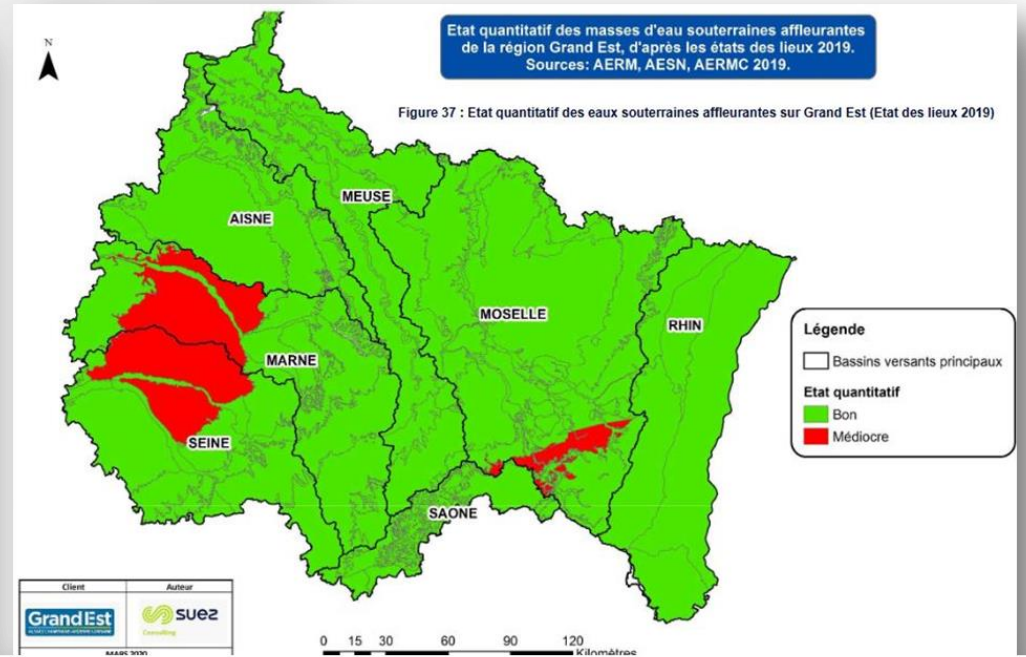 Etat quantitatif des masses d'eau souterraines affleurantes
de la région Grand Est, d'après les états des lieux 2019.
Sources: AERM, AESN, AERMC 2019.
N
Figure 37 : Etat quantitatif des eaux souterraines affleurantes sur Grand Est (Etat des lieux 2019)
MEUSE
AISNE
MOSELLE
RHIN
MARNE
SEINE
SAONE
Légende
Bassins versants principaux
Etat quantitatif
Bon
Médiocre
Client
Auteur
GrandEst
suez
Consulting
MARS 2020
0 15 30 60 90 120
Kilomètres